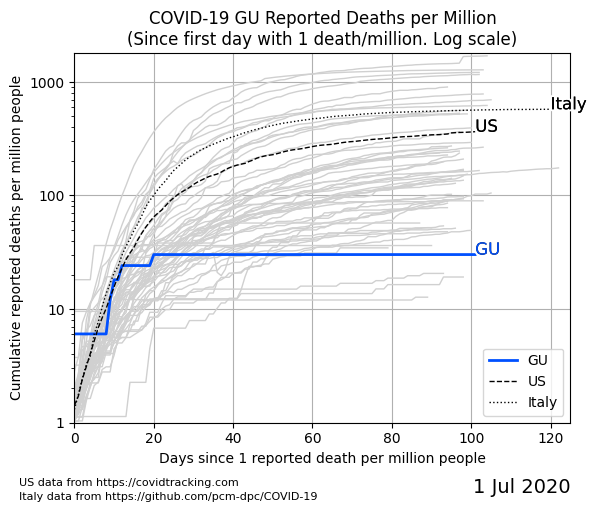 COVID-19 GU Reported Deaths per Million
(Since first day with 1 death/million. Log scale)
Cumulative reported deaths per million people
1000
100
10
1
Italy
US
GU
GU
US
Italy
0 20 40 60 80 100 120
Days since 1 reported death per million people
US data from https://covidtracking.com
Italy data from https://github.com/pcm-dpc/COVID-19
1 Jul 2020